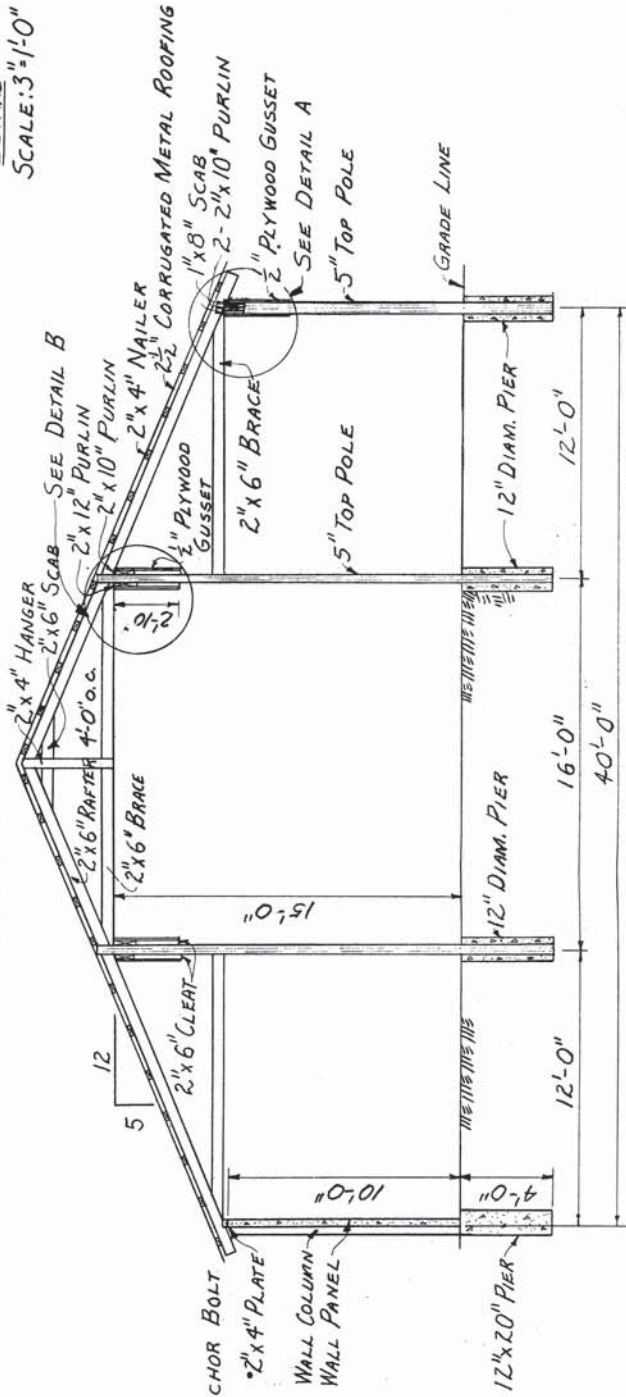 SCALE: 3"=1'-0"
2"x4" HANGER
2"x6" SCAB
SEE DETAIL B
2"x12" PURLIN
2"x10" PURLIN
2"x4" NAILER
2½" CORRUGATED METAL ROOFING
1"x8" SCAB
2-2"x10" PURLIN
½" PLYWOOD GUSSET
SEE DETAIL A
5" TOP POLE
GRADE LINE
2"x6" RAFTER 4'-0" o.c.
2"x6" BRACE
2'-10"
½" PLYWOOD
GUSSET
2"x6" BRACE
5" TOP POLE
12
5
2"x6" CLEAT
15'-0"
10'-0"
4'-0"
CHOR BOLT
2"x4" PLATE
WALL COLUMN
WALL PANEL
12"x20" PIER
12" DIAM. PIER
12" DIAM. PIER
12'-0"
16'-0"
12'-0"
40'-0"